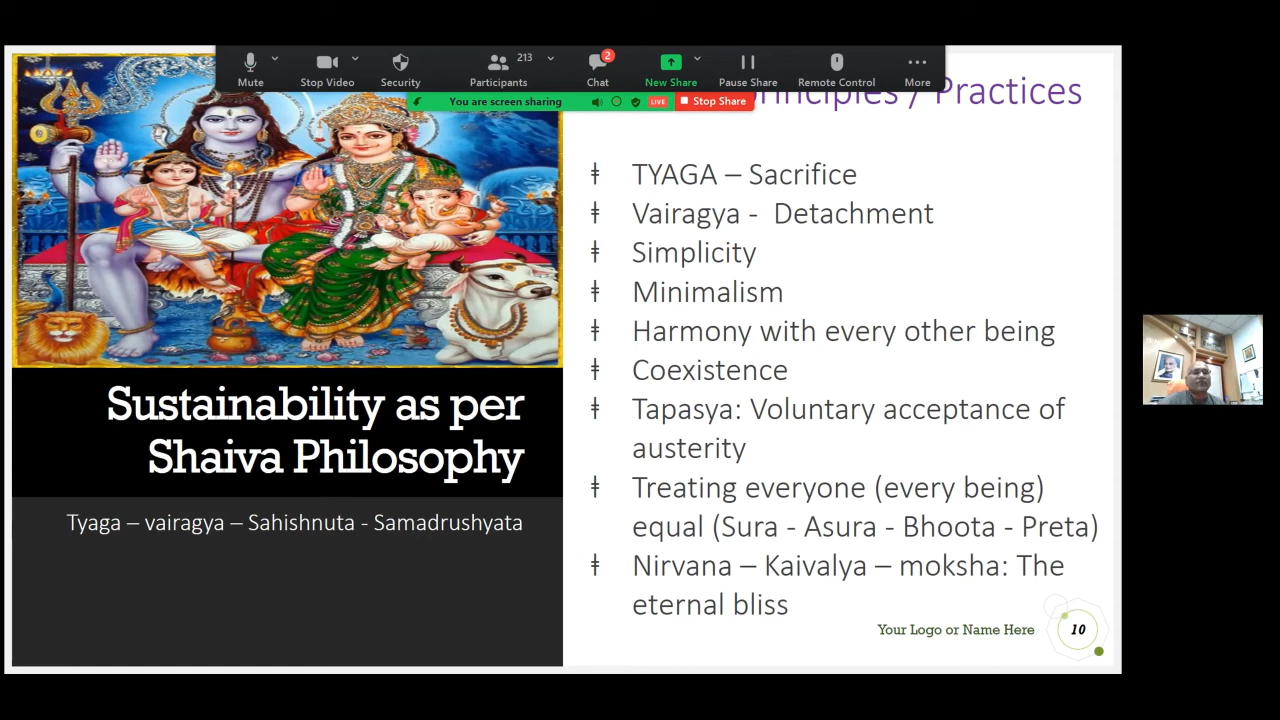 213
2
Mute
Stop Video
Security
Participants
Chat
New Share
Pause Share
Remote Control
More
You are screen sharing
LIVE
Stop Share
/ Practices
TYAGA – Sacrifice
Vairagya - Detachment
Simplicity
Minimalism
Harmony with every other being
Coexistence
Tapasya: Voluntary acceptance of
austerity
Treating everyone (every being)
equal (Sura - Asura - Bhoota - Preta)
Nirvana – Kaivalya – moksha: The
eternal bliss
Sustainability as per
Shaiva Philosophy
Tyaga – vairagya – Sahishnuta - Samadrushyata
Your Logo or Name Here
10